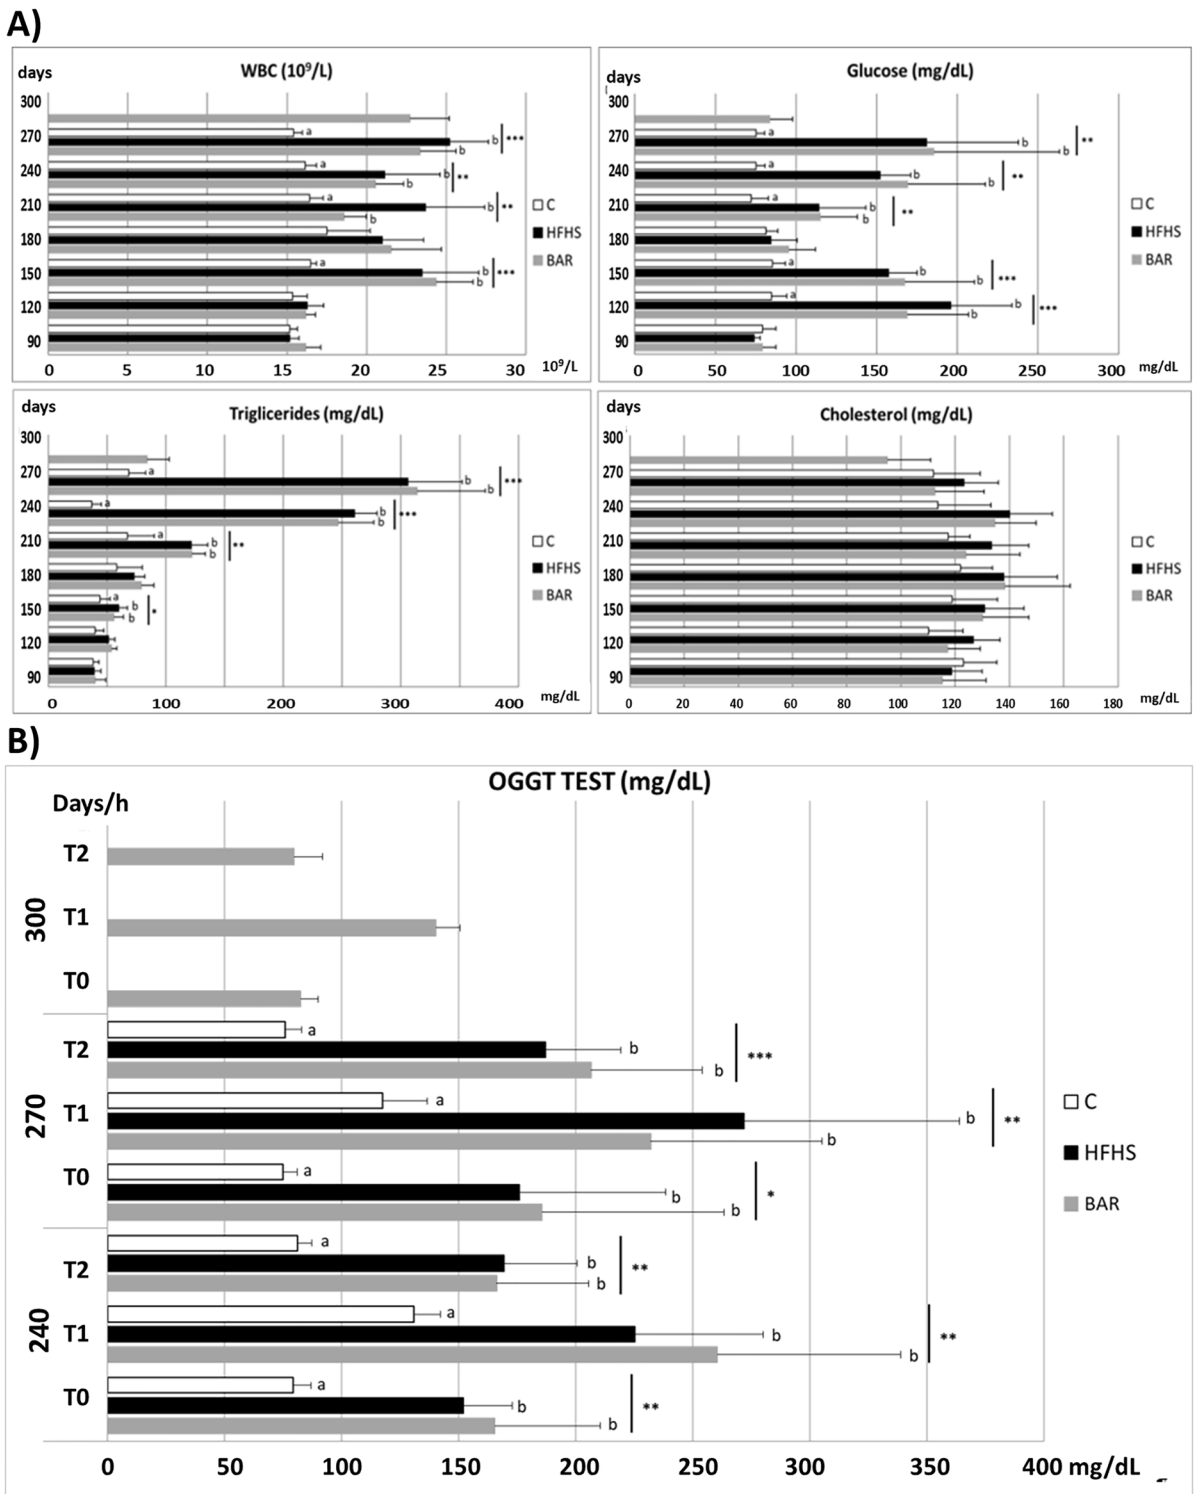 A)
days
WBC (10⁹/L)
300
270
a
b
b
***
240
a
b
b
**
210
a
b
b
**
180
150
a
b
b
***
120
90
C
HFHS
BAR
0 5 10 15 20 25 30 10⁹/L
days
Glucose (mg/dL)
300
270
a
b
b
**
240
a
b
b
**
210
a
b
b
**
180
150
a
b
b
***
120
a
b
b
***
90
C
HFHS
BAR
0 50 100 150 200 250 300 mg/dL
days
Triglicerides (mg/dL)
300
270
a
b
b
***
240
a
b
b
***
210
a
b
b
**
180
150
a
b
b
*
120
90
C
HFHS
BAR
0 100 200 300 400 mg/dL
days
Cholesterol (mg/dL)
300
270
240
210
180
150
120
90
C
HFHS
BAR
0 20 40 60 80 100 120 140 160 180 mg/dL
B)
OGGT TEST (mg/dL)
Days/h
300
T2
T1
T0
270
T2
a
b
b
***
T1
a
b
b
**
T0
a
b
b
*
240
T2
a
b
b
**
T1
a
b
b
**
T0
a
b
b
**
C
HFHS
BAR
0 50 100 150 200 250 300 350 400 mg/dL